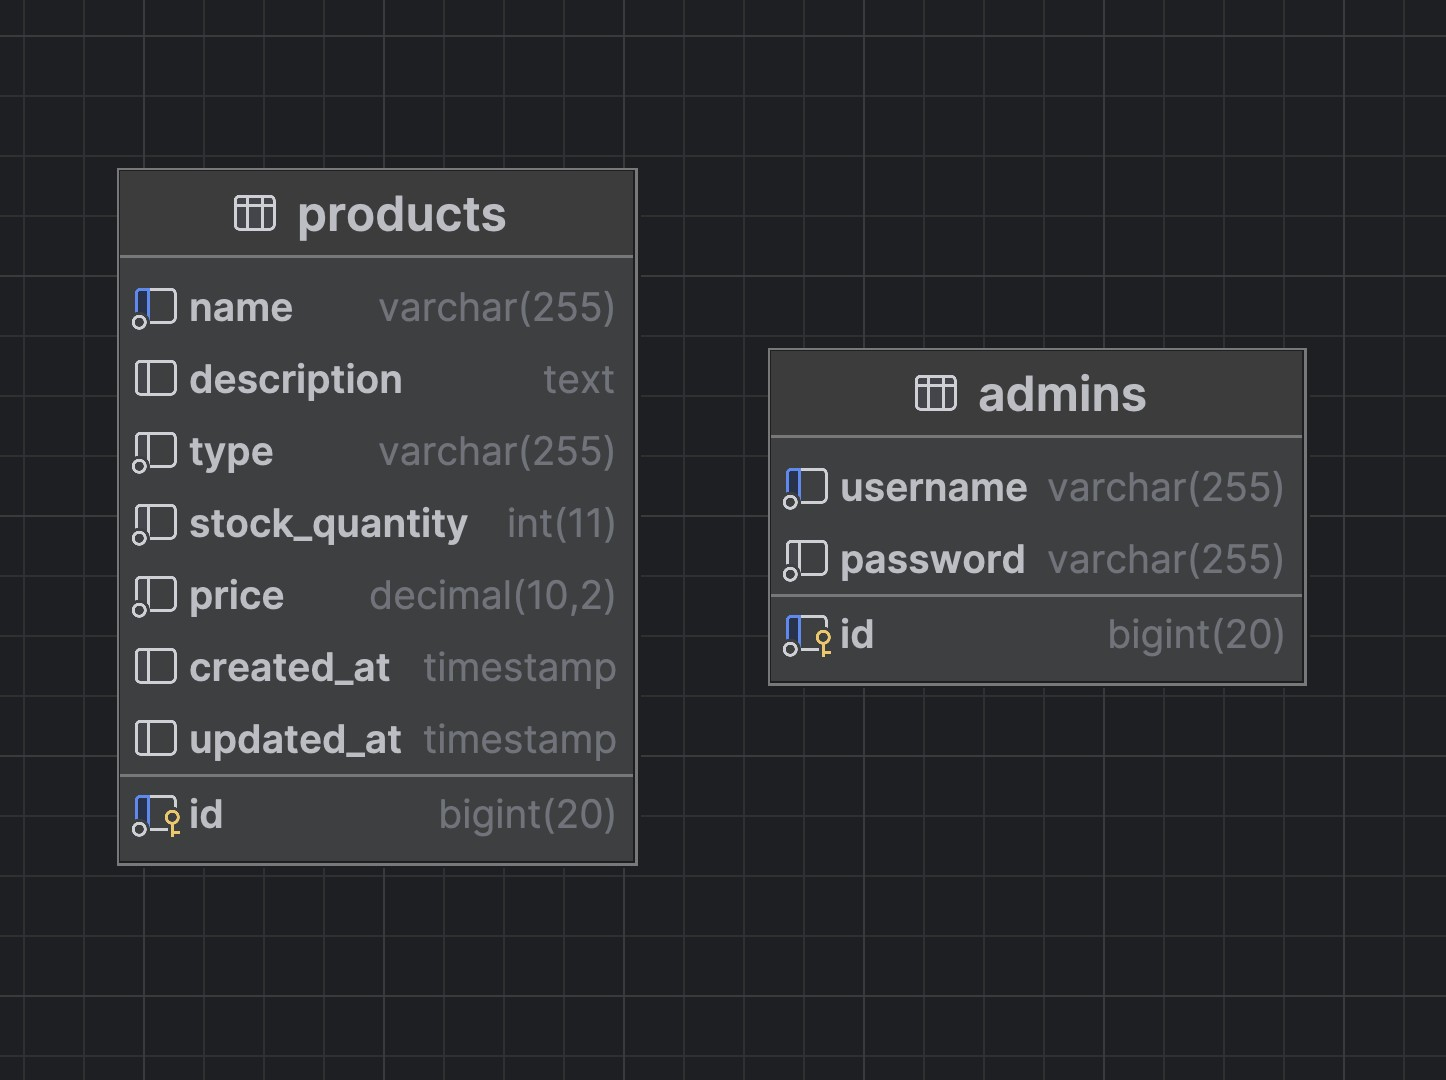 products
name varchar(255)
description text
type varchar(255)
stock_quantity int(11)
price decimal(10,2)
created_at timestamp
updated_at timestamp
id bigint(20)
admins
username varchar(255)
password varchar(255)
id bigint(20)